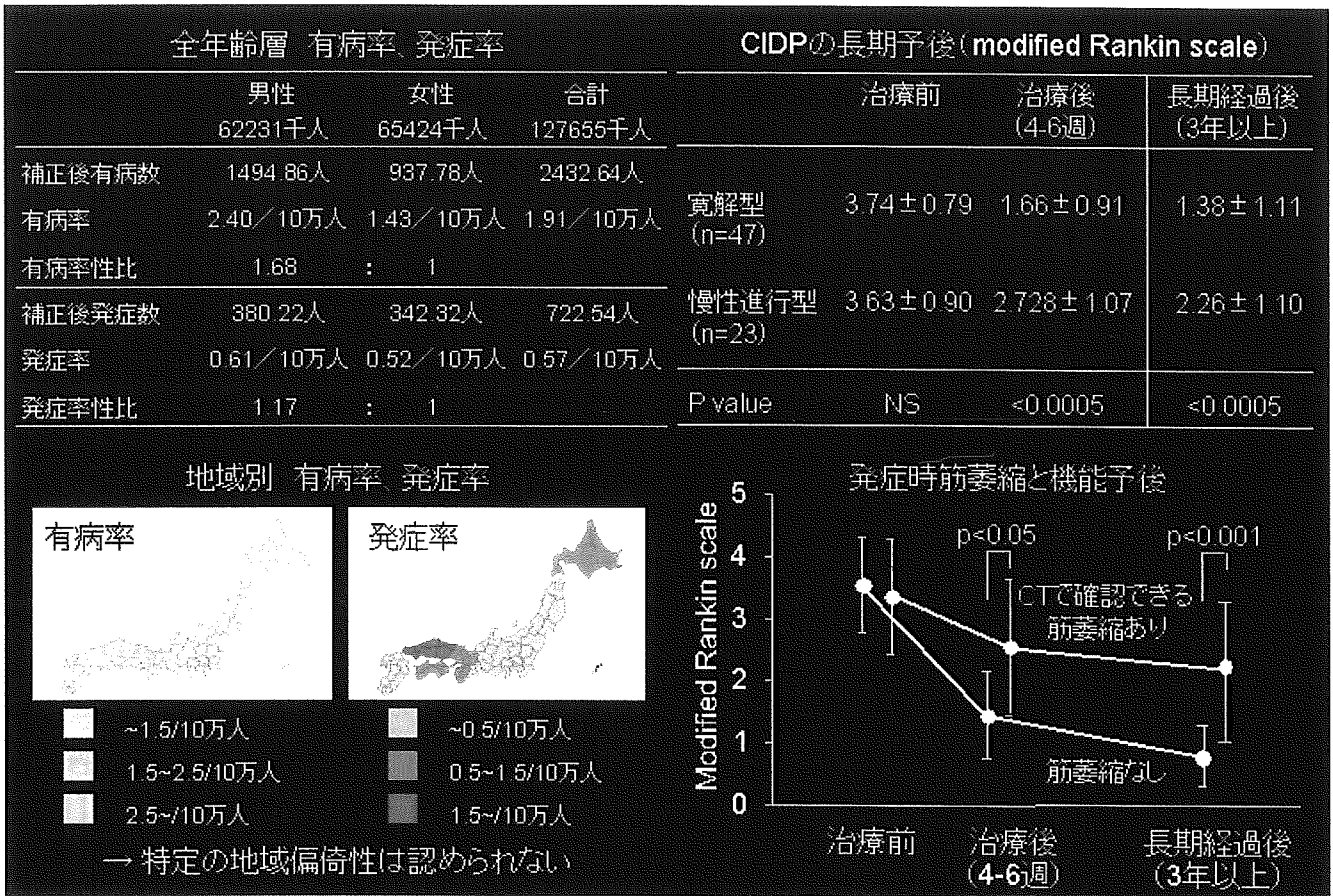 全年齢層 有病率、発症率
男性 女性 合計
62231千人 65424千人 127655千人
補正後有病数 1494.86人 937.78人 2432.64人
有病率 2.40／10万人 1.43／10万人 1.91／10万人
有病率性比 1.68 : 1
補正後発症数 380.22人 342.32人 722.54人
発症率 0.61／10万人 0.52／10万人 0.57／10万人
発症率性比 1.17 : 1
CIDPの長期予後(modified Rankin scale)
治療前 治療後 長期経過後
(4-6週) (3年以上)
寛解型 3.74±0.79 1.66±0.91 1.38±1.11
(n=47)
慢性進行型 3.63±0.90 2.728±1.07 2.26±1.10
(n=23)
P value NS <0.0005 <0.0005
地域別 有病率、発症率
有病率 発症率
~1.5/10万人 ~0.5/10万人
1.5~2.5/10万人 0.5~1.5/10万人
2.5~/10万人 1.5~/10万人
→ 特定の地域偏倚性は認められない
発症時筋萎縮と機能予後
Modified Rankin scale
5
4
3
2
1
0
p<0.05 p<0.001
CTで確認できる
筋萎縮あり
筋萎縮なし
治療前 治療後 長期経過後
(4-6週) (3年以上)